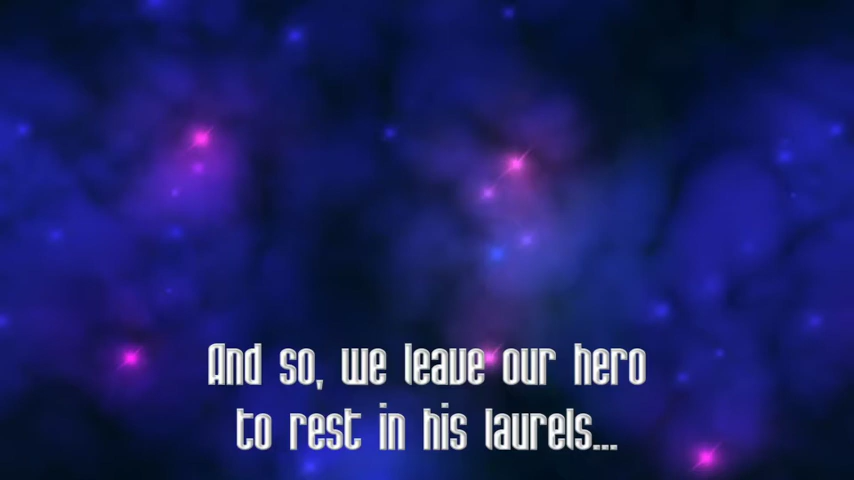 And so, we leave our hero
to rest in his laurels...